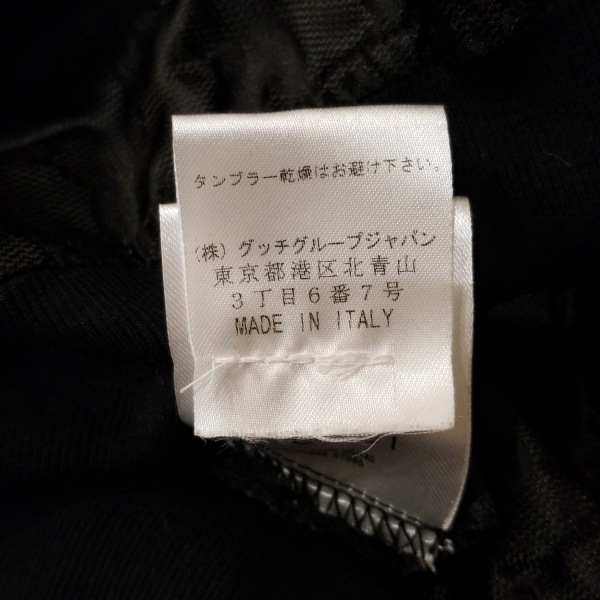 タンブラー乾燥はお避け下さい。
（株）グッチグループジャパン
東京都港区北青山
3丁目6番7号
MADE IN ITALY